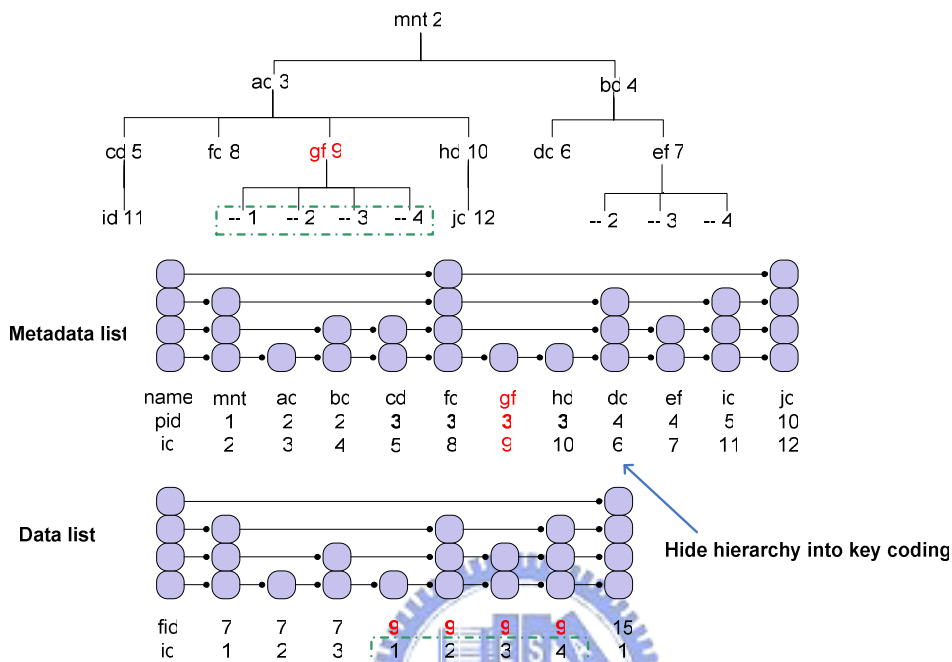 mnt 2
ac 3 bc 4
cd 5 fc 8 gf 9 hd 10 dc 6 ef 7
id 11 -- 1 -- 2 -- 3 -- 4 jc 12 -- 2 -- 3 -- 4
Metadata list
name mnt ac bc cd fc gf hd dc ef ic jc
pid 1 2 2 3 3 3 3 4 4 5 10
ic 2 3 4 5 8 9 10 6 7 11 12
Data list
Hide hierarchy into key coding
fid 7 7 7 9 9 9 9 15
ic 1 2 3 1 2 3 4 1